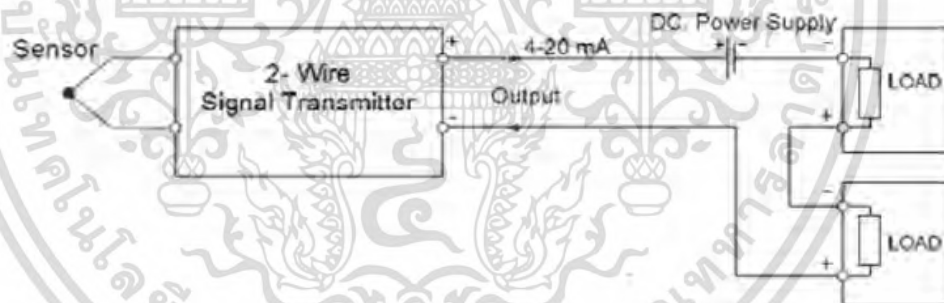 Sensor
2- Wire
Signal Transmitter
+
-
4-20 mA
Output
DC. Power Supply
+
-
-
LOAD
+
-
LOAD
+